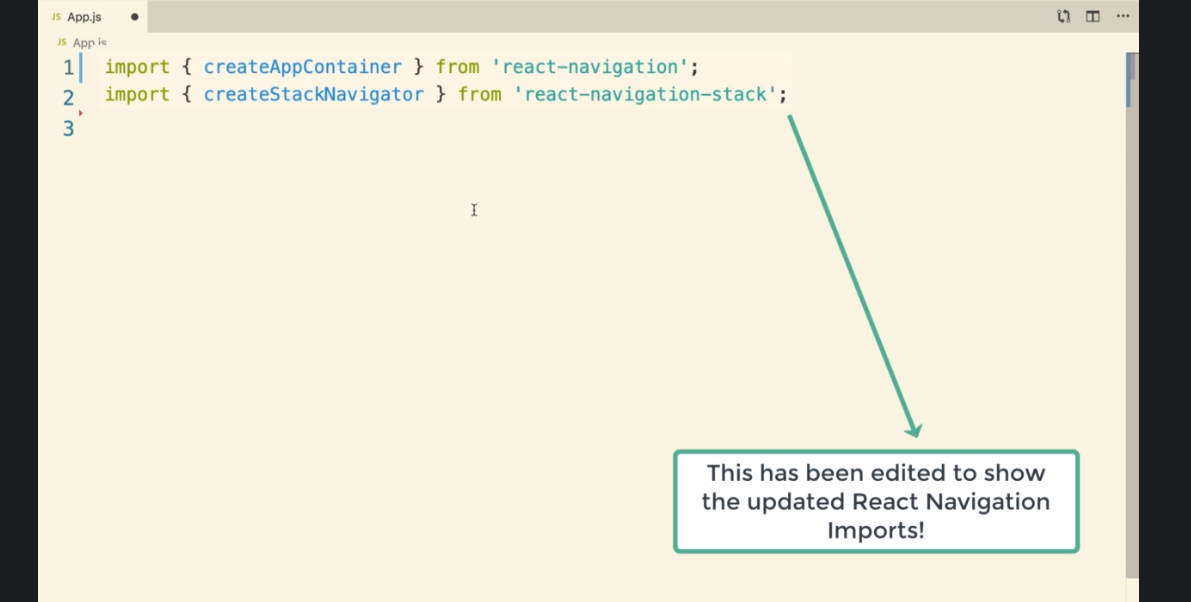 JS App.js
JS App.js
1 import { createAppContainer } from 'react-navigation';
2 import { createStackNavigator } from 'react-navigation-stack';
3
This has been edited to show
the updated React Navigation
Imports!